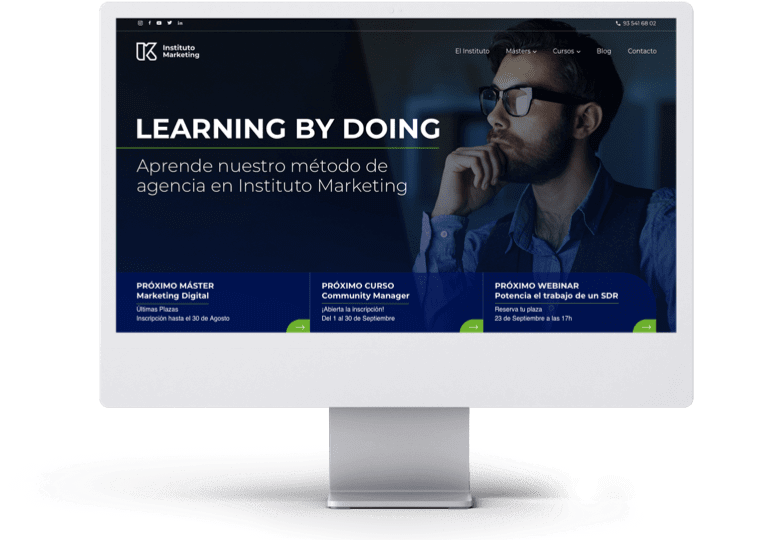 93 541 68 02
Instituto
Marketing
El Instituto Másters Cursos Blog Contacto
LEARNING BY DOING
Aprende nuestro método de
agencia en Instituto Marketing
PRÓXIMO MÁSTER
Marketing Digital
Últimas Plazas
Inscripción hasta el 30 de Agosto
PRÓXIMO CURSO
Community Manager
¡Abierta la inscripción!
Del 1 al 30 de Septiembre
PRÓXIMO WEBINAR
Potencia el trabajo de un SDR
Reserva tu plaza
23 de Septiembre a las 17h